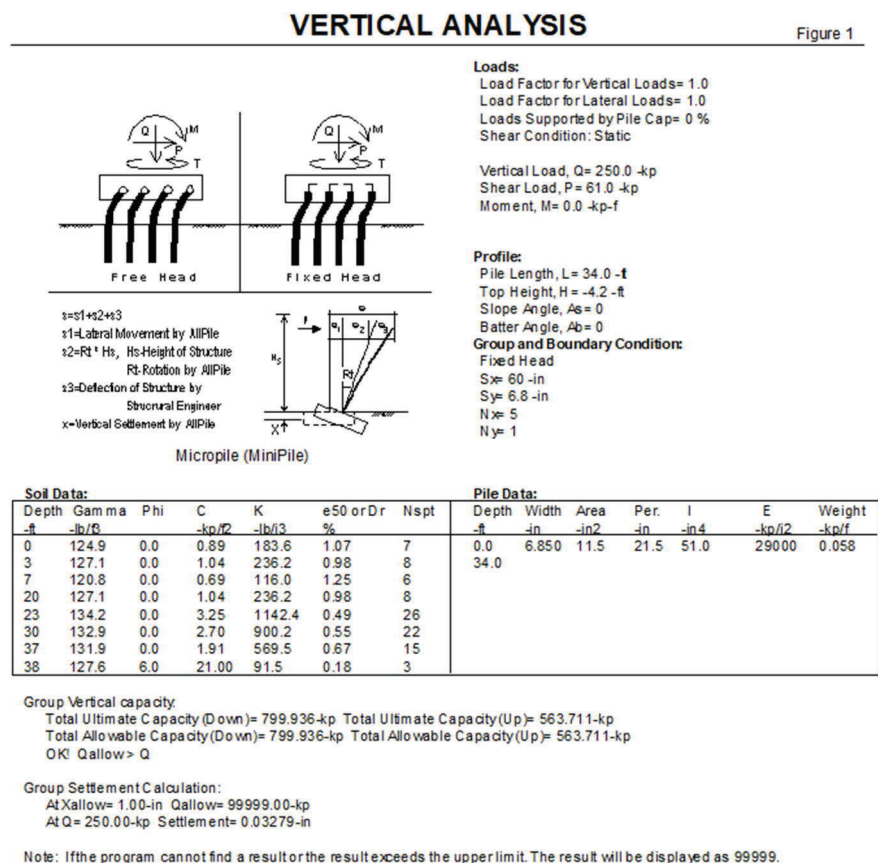 VERTICAL ANALYSIS
Figure 1
Loads:
Load Factor for Vertical Loads= 1.0
Load Factor for Lateral Loads= 1.0
Loads Supported by Pile Cap= 0 %
Shear Condition: Static
Vertical Load, Q= 250.0 -kp
Shear Load, P= 61.0 -kp
Moment, M= 0.0 -kp-f
Profile:
Pile Length, L= 34.0 -ft
Top Height, H= -4.2 -ft
Slope Angle, As= 0
Batter Angle, Ab= 0
Group and Boundary Condition:
Fixed Head
Sx= 60 -in
Sy= 6.8 -in
Nx= 5
Ny= 1
Q M P T
Q M P T
Free Head Fixed Head
s=s1+s2+s3
s1=Lateral Movement by AllPile
s2=Rt * Hs, Hs-Height of Structure
Rt-Rotation by AllPile
s3=Deflection of Structure by
Strucrural Engineer
x=Vertical Settlement by AllPile
Hs
Rt
X
Micropile (MiniPile)
Soil Data:
Depth Gamma Phi C K e50 or Dr Nspt
-ft -lb/f3 -kp/f2 -lb/i3 %
0 124.9 0.0 0.89 183.6 1.07 7
3 127.1 0.0 1.04 236.2 0.98 8
7 120.8 0.0 0.69 116.0 1.25 6
20 127.1 0.0 1.04 236.2 0.98 8
23 134.2 0.0 3.25 1142.4 0.49 26
30 132.9 0.0 2.70 900.2 0.55 22
37 131.9 0.0 1.91 569.5 0.67 15
38 127.6 6.0 21.00 91.5 0.18 3
Pile Data:
Depth Width Area Per. I E Weight
-ft -in -in2 -in -in4 -kp/i2 -kp/f
0.0 6.850 11.5 21.5 51.0 29000 0.058
34.0
Group Vertical capacity:
Total Ultimate Capacity (Down)= 799.936-kp Total Ultimate Capacity (Up)= 563.711-kp
Total Allowable Capacity (Down)= 799.936-kp Total Allowable Capacity (Up)= 563.711-kp
OK! Qallow > Q
Group Settlement Calculation:
At Xallow= 1.00-in Qallow= 99999.00-kp
At Q= 250.00-kp Settlement= 0.03279-in
Note: If the program cannot find a result or the result exceeds the upper limit. The result will be displayed as 99999.